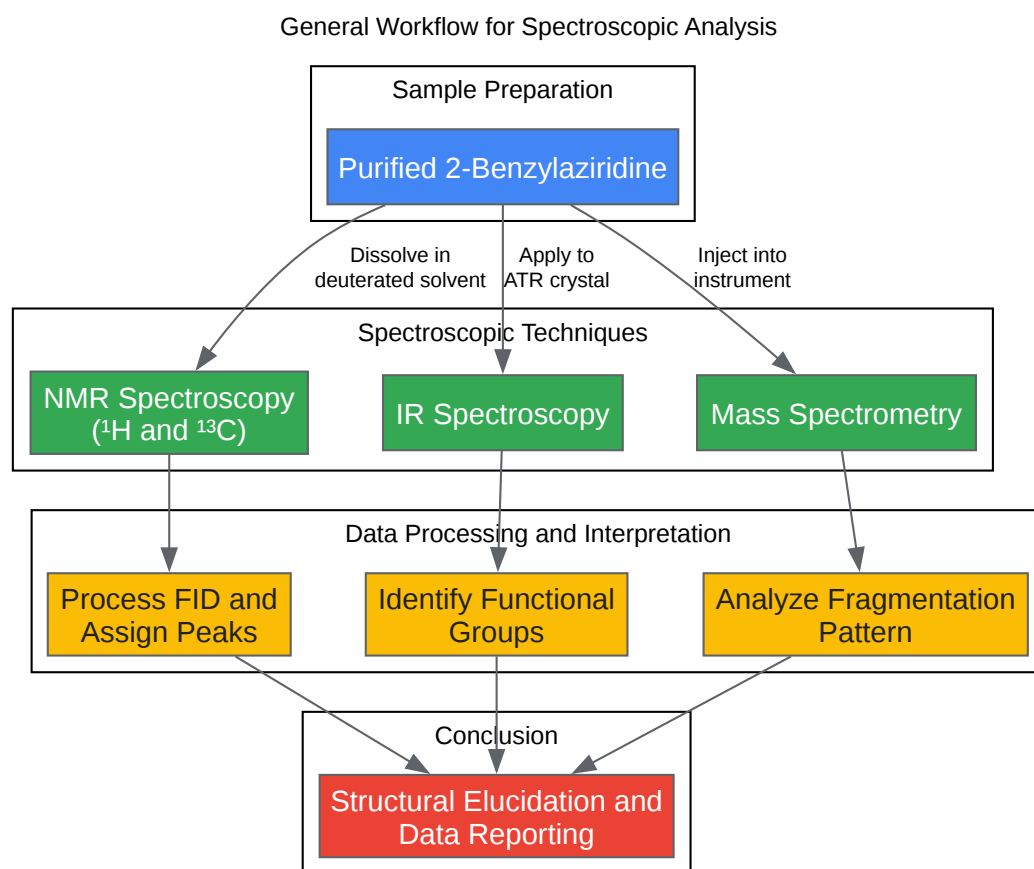 General Workflow for Spectroscopic Analysis
Sample Preparation
Purified 2-Benzylaziridine
Dissolve in
deuterated solvent
Apply to
ATR crystal
Inject into
instrument
Spectroscopic Techniques
NMR Spectroscopy
(¹H and ¹³C)
IR Spectroscopy
Mass Spectrometry
Data Processing and Interpretation
Process FID and
Assign Peaks
Identify Functional
Groups
Analyze Fragmentation
Pattern
Conclusion
Structural Elucidation and
Data Reporting